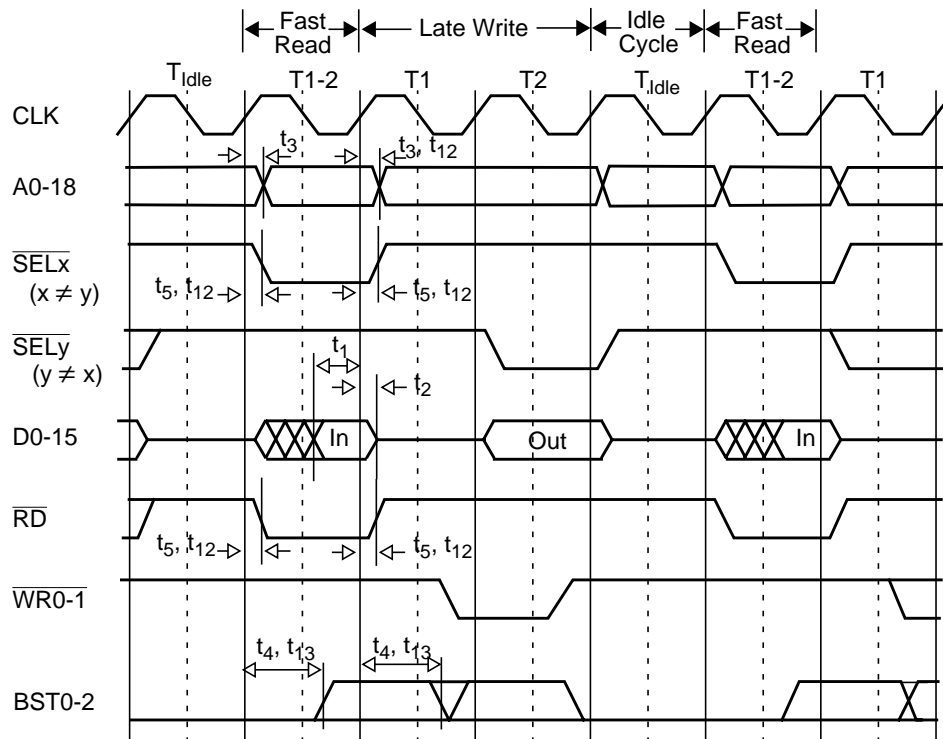 Fast Read Late Write Idle Cycle Fast Read
T_Idle T1-2 T1 T2 T_Idle T1-2 T1
CLK
t3 t3, t12
A0-18
SELx
(x ≠ y)
t5, t12 t5, t12
SELy
(y ≠ x)
t1
t2
D0-15 In Out In
RD
t5, t12 t5, t12
WR0-1
t4, t13 t4, t13
BST0-2